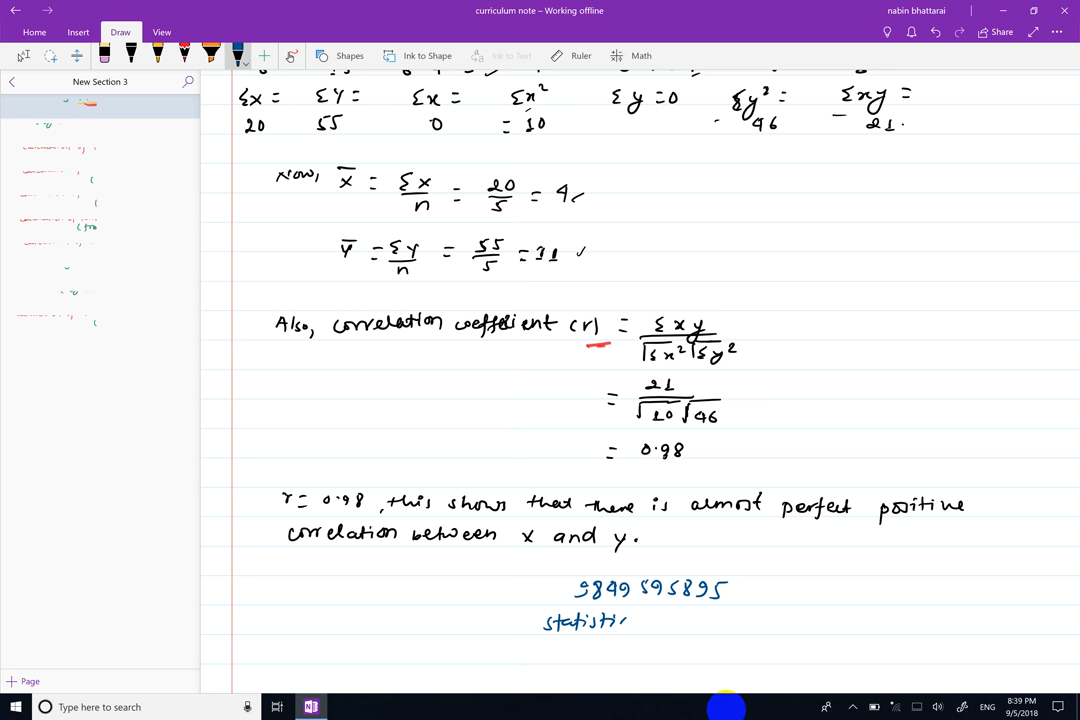 curriculum note – Working offline
nabin bhattarai
Home Insert Draw View
Share
Shapes Ink to Shape Ink to Text Ruler Math
New Section 3
Σx = ΣY = Σx = Σx² Σy = 0 Σy² = Σxy =
20 55 0 = 10 46 21.
Now, X̄ = Σx/n = 20/5 = 4
Ȳ = ΣY/n = 55/5 = 11
Also, correlation coefficient (r) = Σxy/√Σx² √Σy²
= 21/√10 √46
= 0.98
r = 0.98, this shows that there is almost perfect positive
correlation between x and y.
9849 595895
statistic
Page
Type here to search
ENG
8:39 PM
9/5/2018